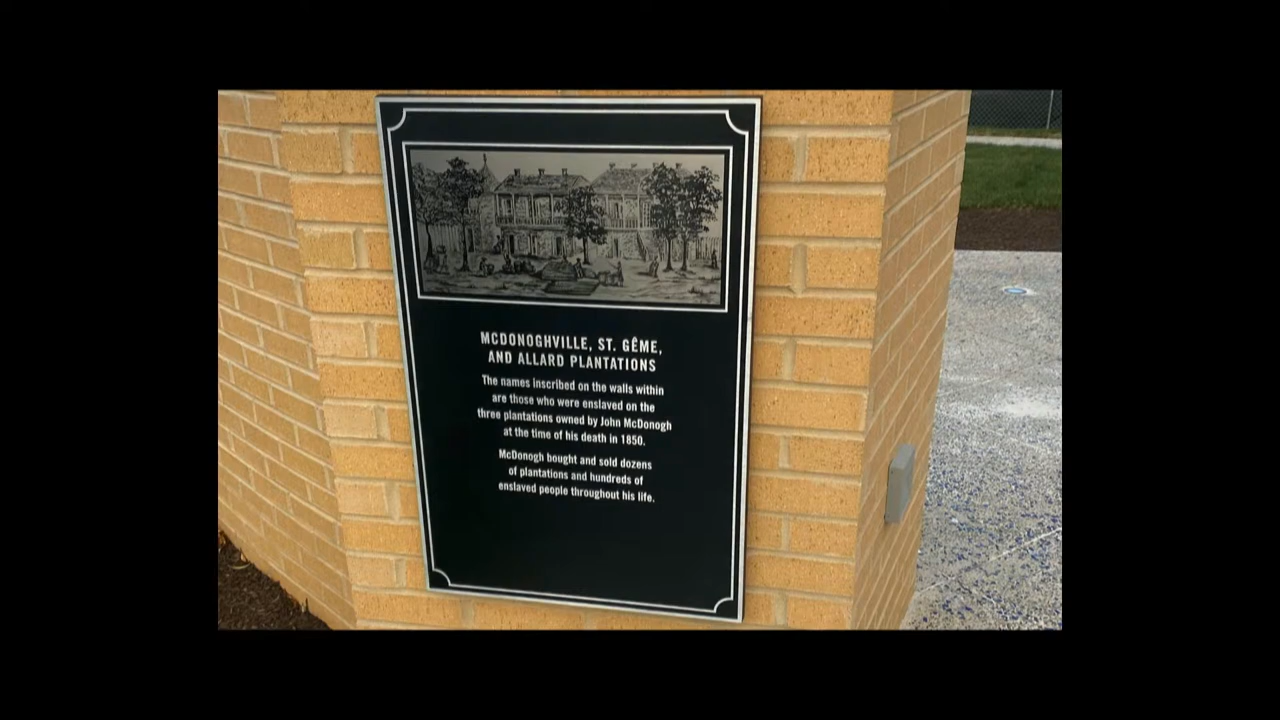 MCDONOGHVILLE, ST. GÊME,
AND ALLARD PLANTATIONS
The names inscribed on the walls within
are those who were enslaved on the
three plantations owned by John McDonogh
at the time of his death in 1850.
McDonogh bought and sold dozens
of plantations and hundreds of
enslaved people throughout his life.